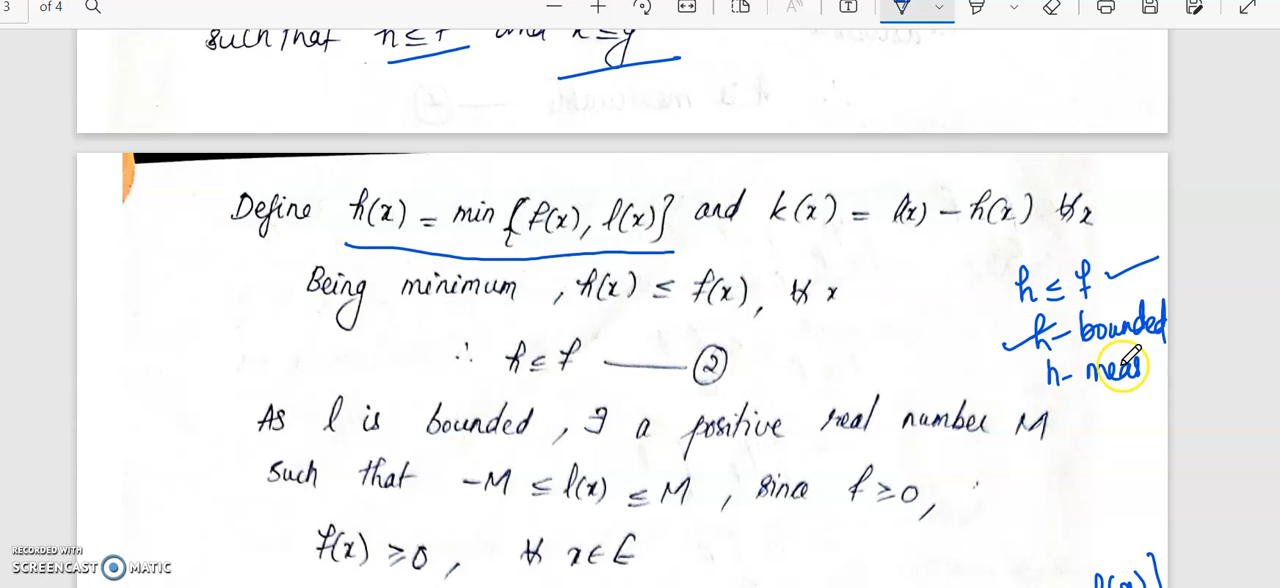 3 of 4
such that h ≤ f and k ≤ g
Define h(x) = min {f(x), l(x)} and k(x) = l(x) - h(x) ∀ x
Being minimum, h(x) ≤ f(x), ∀ x
h ≤ f
h - bounded
∴ h ≤ f —— ②
h - meas
As l is bounded, ∃ a positive real number M
such that -M ≤ l(x) ≤ M, since f ≥ 0,
f(x) ≥ 0, ∀ x ∈ E
RECORDED WITH
SCREENCAST MATIC